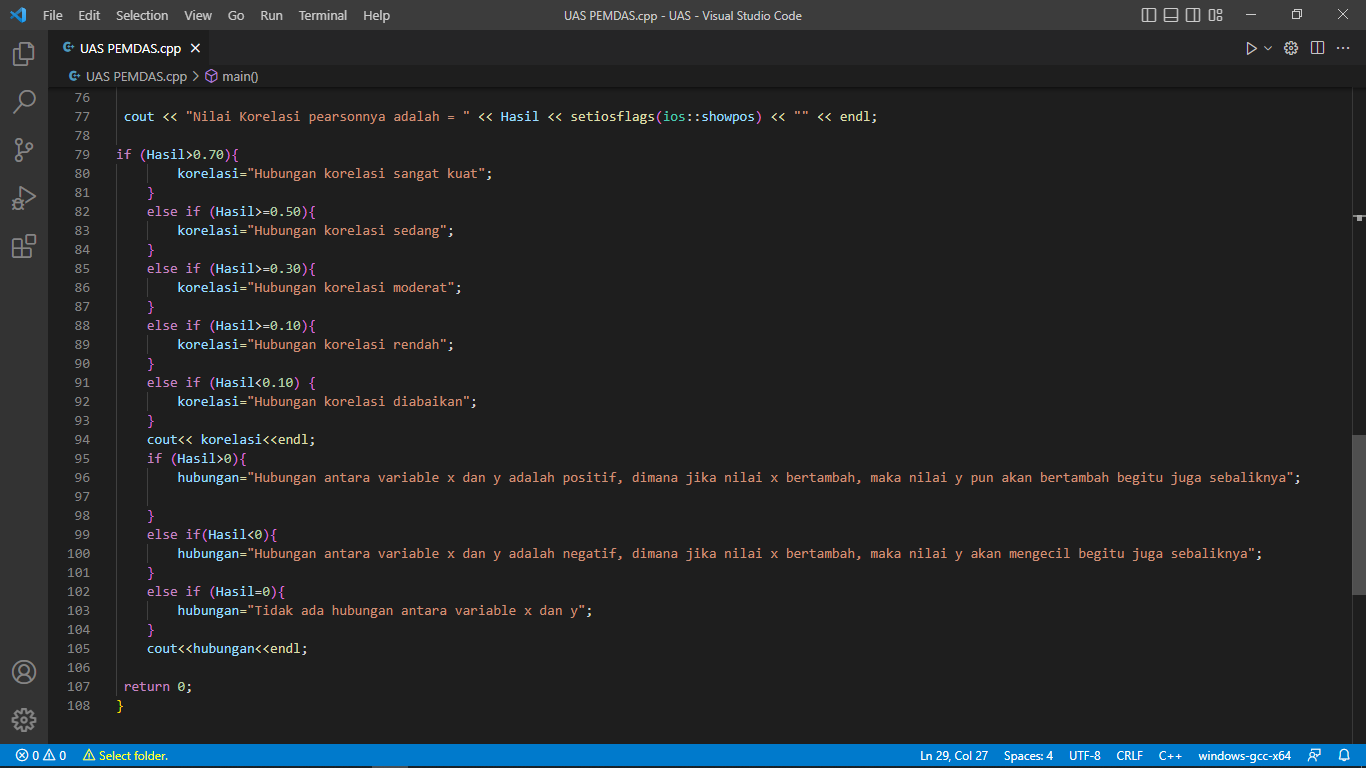 File Edit Selection View Go Run Terminal Help UAS PEMDAS.cpp - UAS - Visual Studio Code
UAS PEMDAS.cpp
UAS PEMDAS.cpp > main()
76
77 cout << "Nilai Korelasi pearsonnya adalah = " << Hasil << setiosflags(ios::showpos) << "" << endl;
78
79 if (Hasil>0.70){
80 korelasi="Hubungan korelasi sangat kuat";
81 }
82 else if (Hasil>=0.50){
83 korelasi="Hubungan korelasi sedang";
84 }
85 else if (Hasil>=0.30){
86 korelasi="Hubungan korelasi moderat";
87 }
88 else if (Hasil>=0.10){
89 korelasi="Hubungan korelasi rendah";
90 }
91 else if (Hasil<0.10) {
92 korelasi="Hubungan korelasi diabaikan";
93 }
94 cout<< korelasi<<endl;
95 if (Hasil>0){
96 hubungan="Hubungan antara variable x dan y adalah positif, dimana jika nilai x bertambah, maka nilai y pun akan bertambah begitu juga sebaliknya";
97
98 }
99 else if(Hasil<0){
100 hubungan="Hubungan antara variable x dan y adalah negatif, dimana jika nilai x bertambah, maka nilai y akan mengecil begitu juga sebaliknya";
101 }
102 else if (Hasil=0){
103 hubungan="Tidak ada hubungan antara variable x dan y";
104 }
105 cout<<hubungan<<endl;
106
107 return 0;
108 }
0 0 Select folder. Ln 29, Col 27 Spaces: 4 UTF-8 CRLF C++ windows-gcc-x64